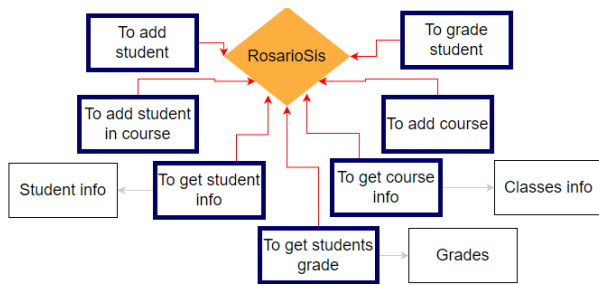 To add
student
RosarioSis
To grade
student
To add student
in course
To add course
Student info
To get student
info
To get course
info
Classes info
To get students
grade
Grades